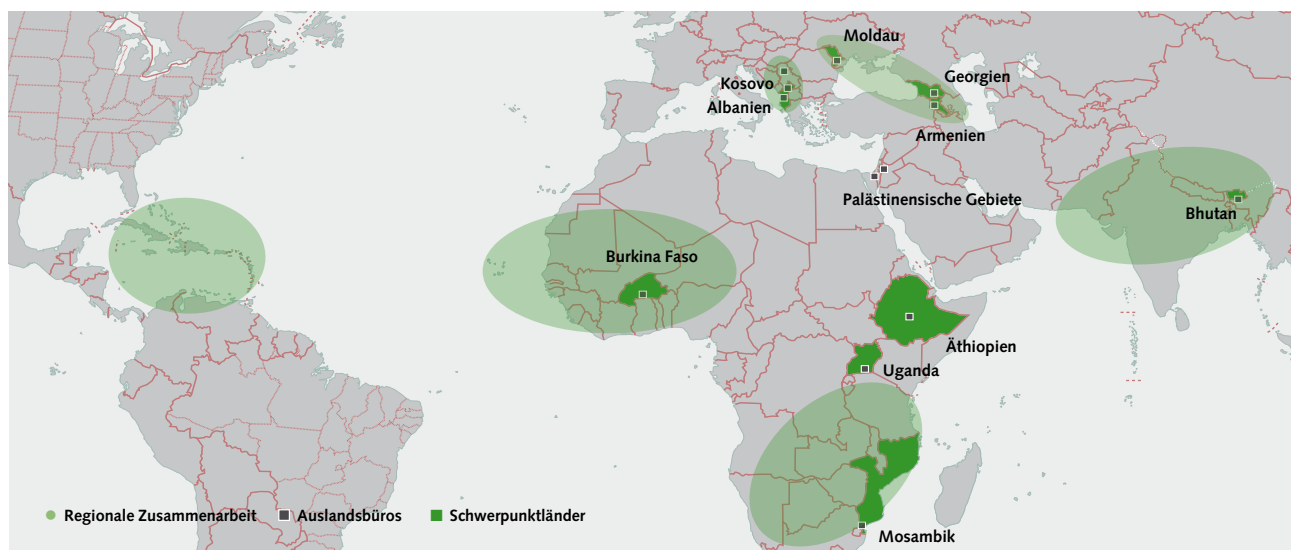 Moldau
Georgien
Kosovo
Albanien
Armenien
Palästinensische Gebiete
Bhutan
Burkina Faso
Äthiopien
Uganda
Regionale Zusammenarbeit
Auslandsbüros
Schwerpunktländer
Mosambik